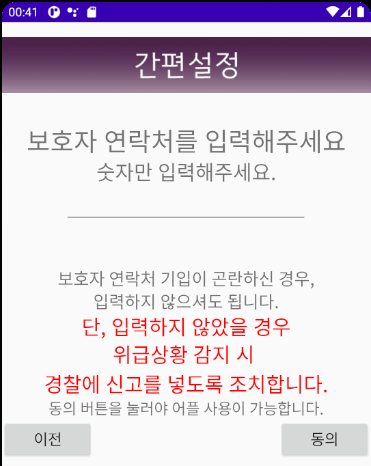 00:41
간편설정
보호자 연락처를 입력해주세요
숫자만 입력해주세요.
보호자 연락처 기입이 곤란하신 경우,
입력하지 않으셔도 됩니다.
단, 입력하지 않았을 경우
위급상황 감지 시
경찰에 신고를 넣도록 조치합니다.
동의 버튼을 눌러야 어플 사용이 가능합니다.
이전
동의